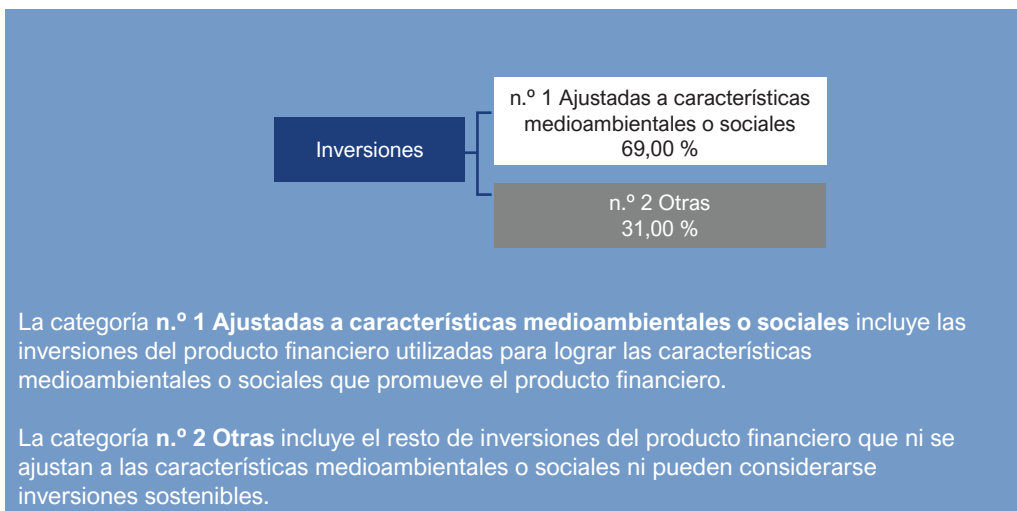 n.º 1 Ajustadas a características
medioambientales o sociales
69,00 %
Inversiones
n.º 2 Otras
31,00 %
La categoría n.º 1 Ajustadas a características medioambientales o sociales incluye las
inversiones del producto financiero utilizadas para lograr las características
medioambientales o sociales que promueve el producto financiero.
La categoría n.º 2 Otras incluye el resto de inversiones del producto financiero que ni se
ajustan a las características medioambientales o sociales ni pueden considerarse
inversiones sostenibles.